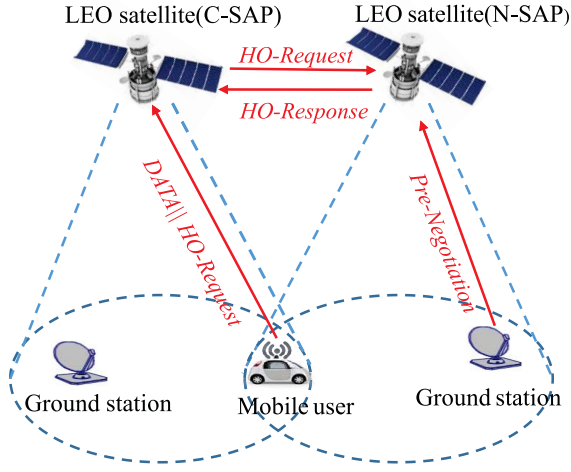 LEO satellite(C-SAP)
LEO satellite(N-SAP)
HO-Request
HO-Response
DATA|| HO-Request
Pre-Negotiation
Ground station
Mobile user
Ground station